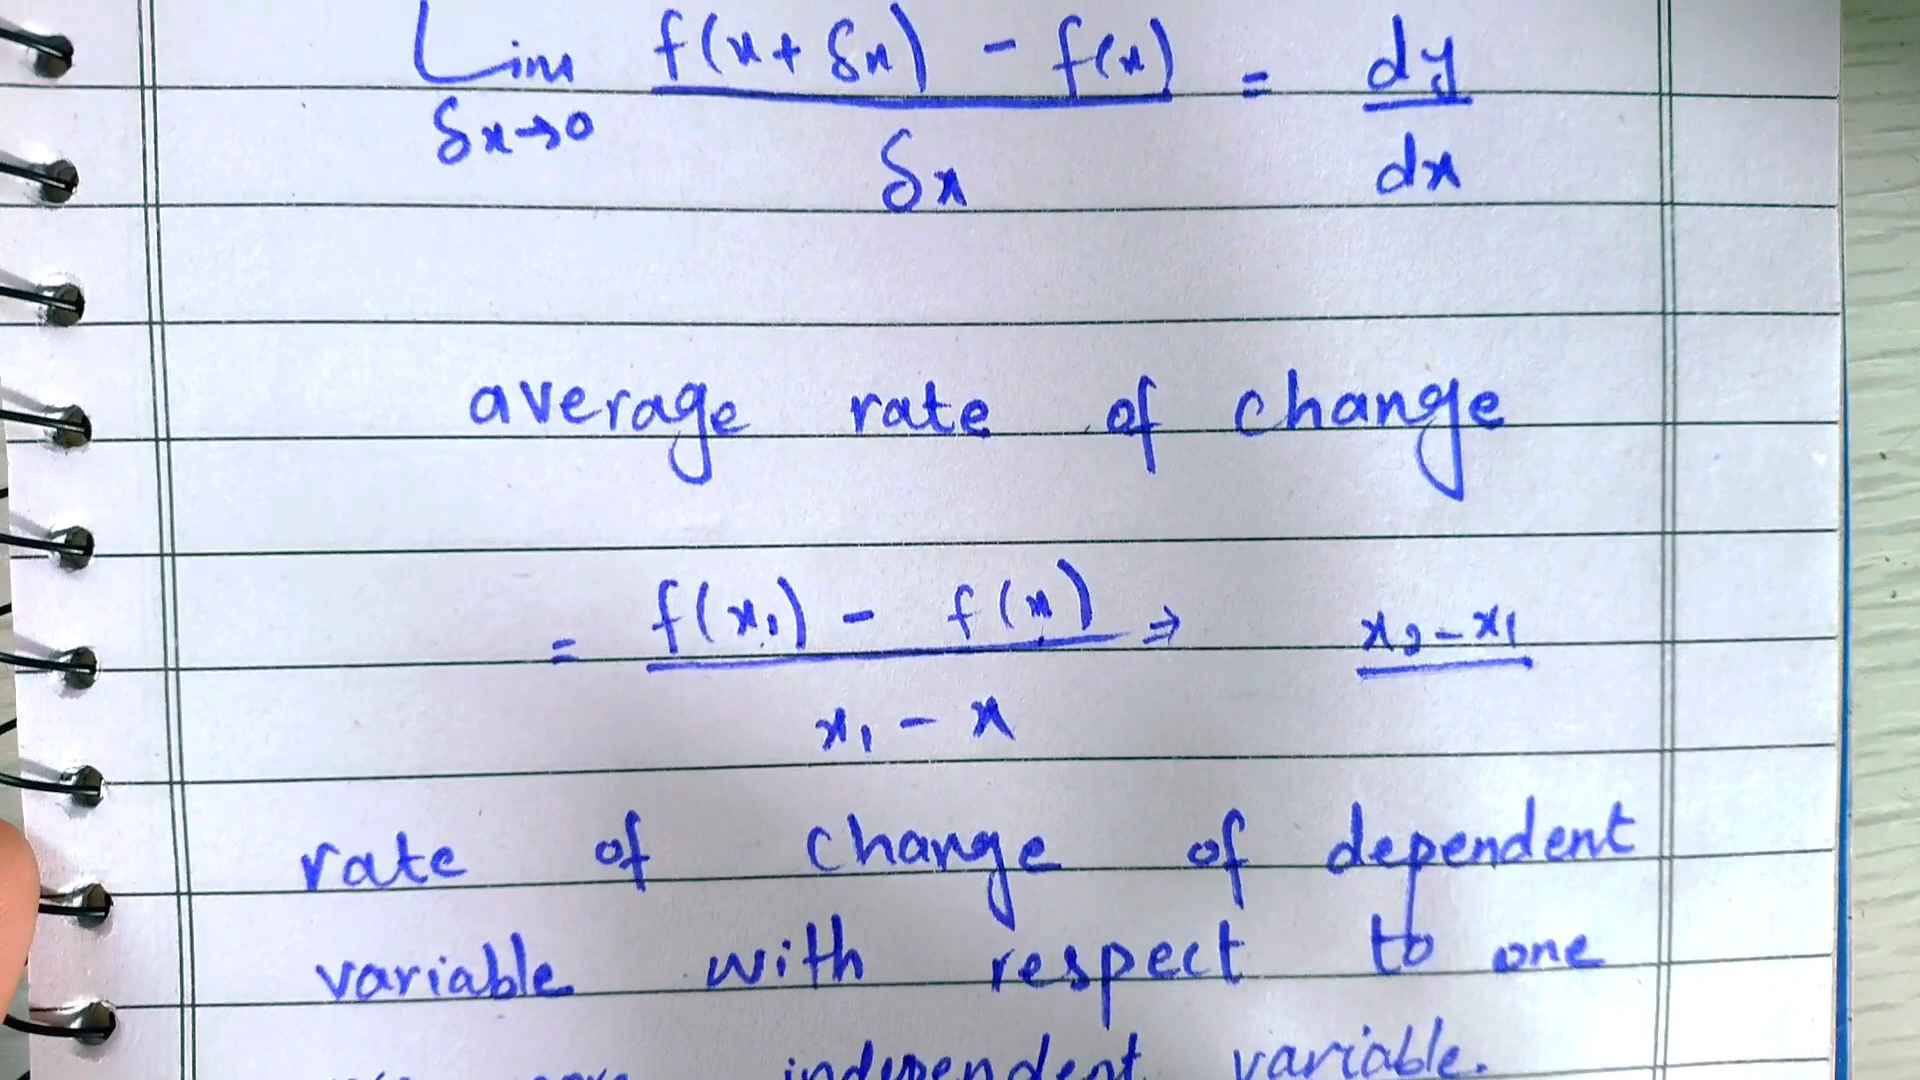 Lim f(x+δx) - f(x) = dy
δx→0 δx dx
average rate of change
= f(x₁) - f(x) ⇒ x₂-x₁
x₁ - x
rate of change of dependent
variable with respect to one
independent variable.